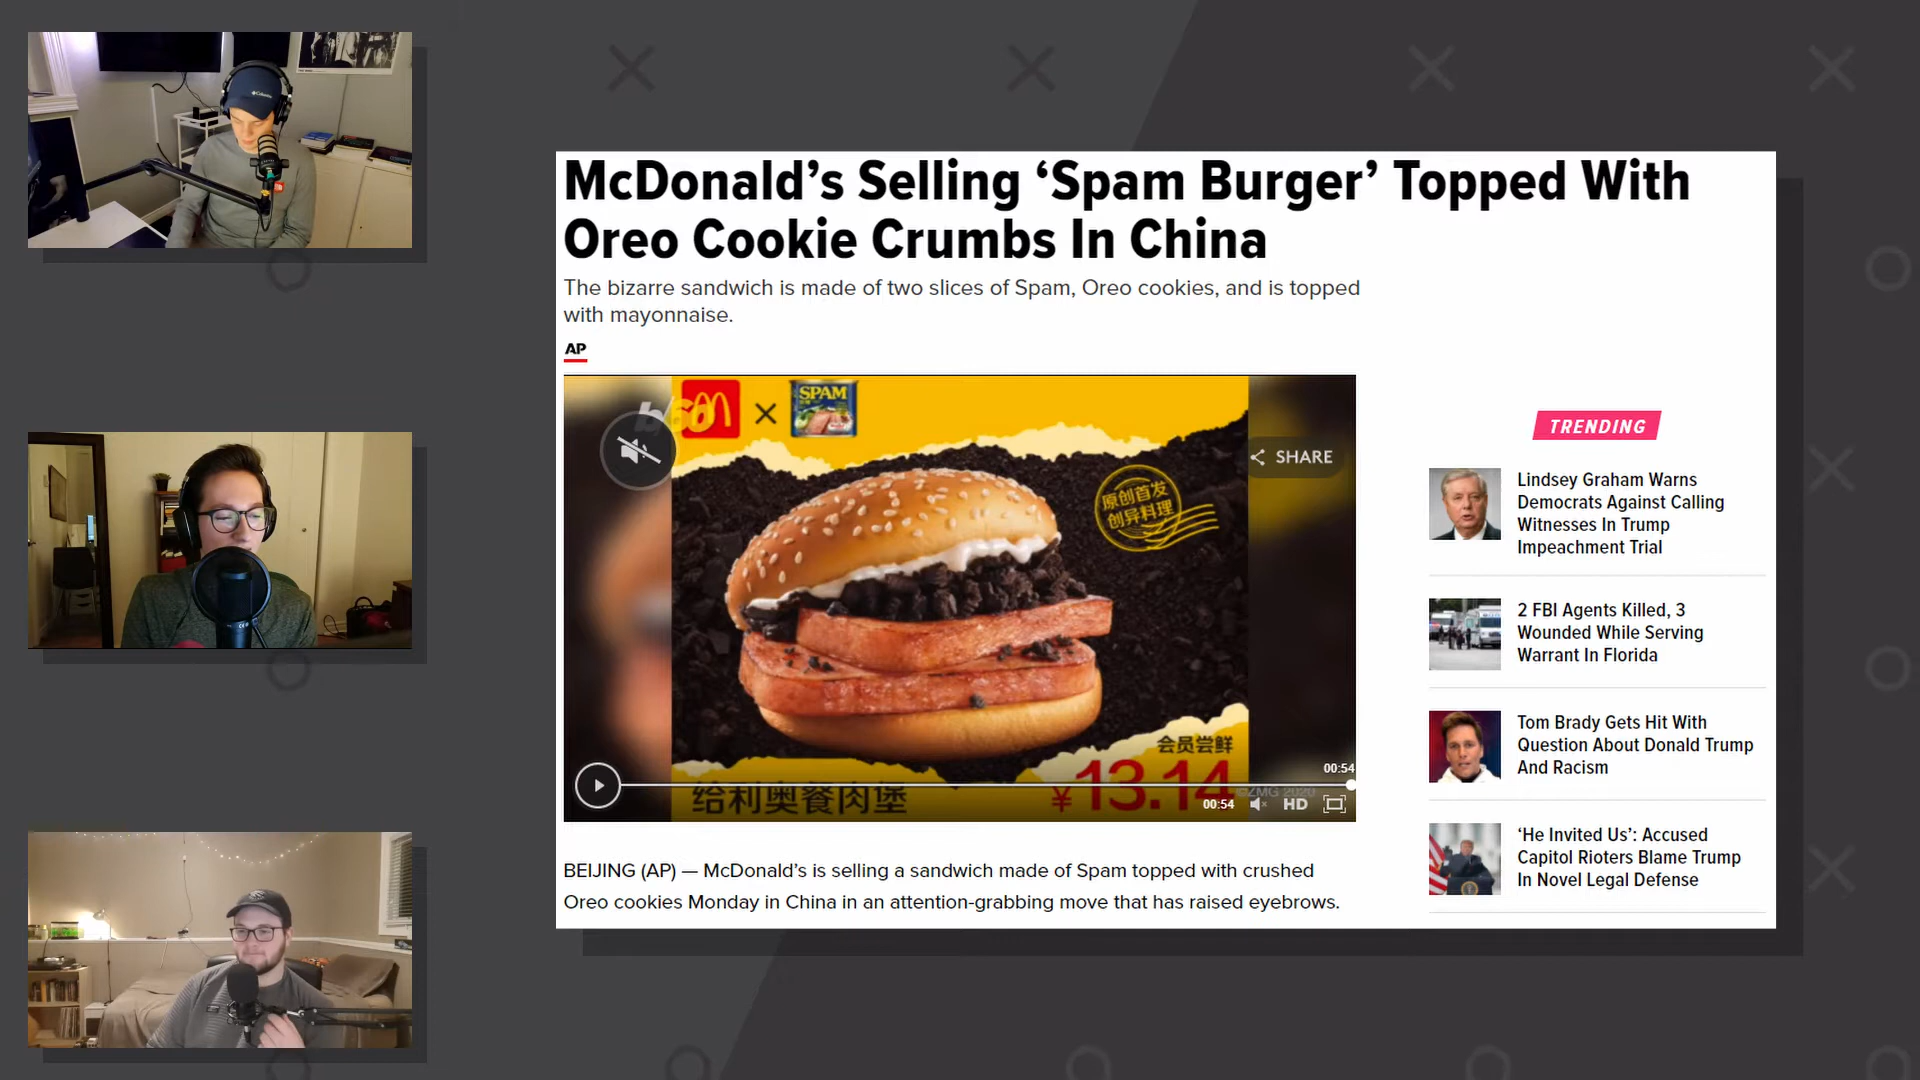 McDonald’s Selling ‘Spam Burger’ Topped With
Oreo Cookie Crumbs In China
The bizarre sandwich is made of two slices of Spam, Oreo cookies, and is topped
with mayonnaise.
AP
SPAM
SHARE
原创首发
创异料理
会员尝鲜
给利奥餐肉堡
¥13.14
00:54
ZMG 2020
00:54
HD
BEIJING (AP) — McDonald’s is selling a sandwich made of Spam topped with crushed
Oreo cookies Monday in China in an attention-grabbing move that has raised eyebrows.
TRENDING
Lindsey Graham Warns
Democrats Against Calling
Witnesses In Trump
Impeachment Trial
2 FBI Agents Killed, 3
Wounded While Serving
Warrant In Florida
Tom Brady Gets Hit With
Question About Donald Trump
And Racism
‘He Invited Us’: Accused
Capitol Rioters Blame Trump
In Novel Legal Defense
Columbia